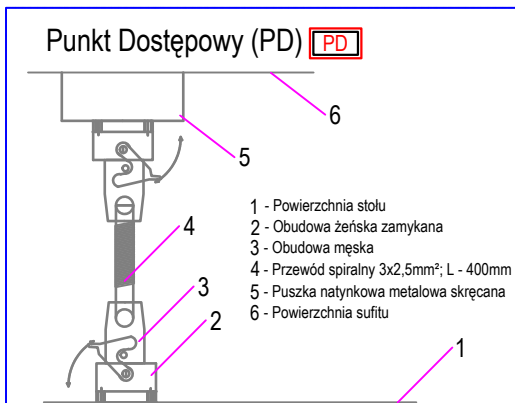 Punkt Dostępowy (PD) PD
6
5
1 - Powierzchnia stołu
2 - Obudowa żeńska zamykana
3 - Obudowa męska
4 - Przewód spiralny 3x2,5mm²; L - 400mm
5 - Puszka natynkowa metalowa skręcana
6 - Powierzchnia sufitu
4
3
2
1